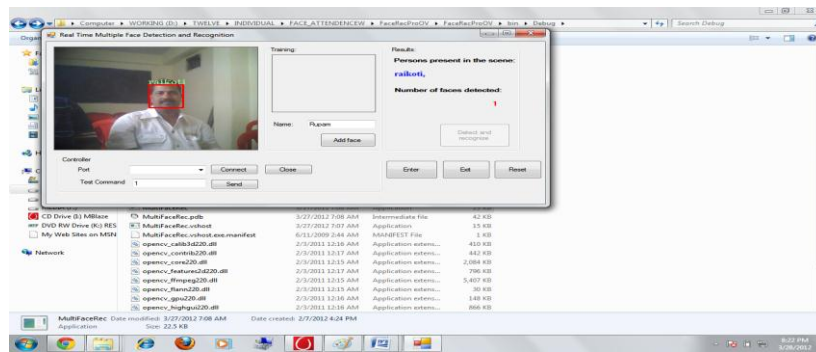 Computer ▸ WORKING (D:) ▸ TWELVE ▸ INDIVIDUAL ▸ FACE_ATTENDENCEW ▸ FaceRecProOV ▸ FaceRecProOV ▸ bin ▸ Debug ▸
Search Debug
Organ
Real Time Multiple Face Detection and Recognition
raikoti
Training:
Results:
Persons present in the scene:
raikoti,
Number of faces detected:
1
Name: Rupam
Add face
Detect and recognize
Controller
Port
Connect
Close
Enter
Exit
Reset
Test Command 1
Send
CD Drive (I:) MBlaze
MultiFaceRec.pdb 3/27/2012 7:08 AM Intermediate file 42 KB
DVD RW Drive (K:) RES
MultiFaceRec.vshost 3/27/2012 7:07 AM Application 15 KB
My Web Sites on MSN
MultiFaceRec.vshost.exe.manifest 6/11/2009 2:44 AM MANIFEST File 1 KB
opencv_calib3d220.dll 2/3/2011 12:16 AM Application extens... 410 KB
Network
opencv_contrib220.dll 2/3/2011 12:17 AM Application extens... 442 KB
opencv_core220.dll 2/3/2011 12:15 AM Application extens... 2,084 KB
opencv_features2d220.dll 2/3/2011 12:16 AM Application extens... 796 KB
opencv_ffmpeg220.dll 2/3/2011 12:15 AM Application extens... 5,407 KB
opencv_flann220.dll 2/3/2011 12:15 AM Application extens... 30 KB
opencv_gpu220.dll 2/3/2011 12:16 AM Application extens... 148 KB
opencv_highgui220.dll 2/3/2011 12:16 AM Application extens... 866 KB
MultiFaceRec Date modified: 3/27/2012 7:08 AM Date created: 2/7/2012 4:24 PM
Application Size: 22.5 KB
8:22 PM
3/28/2012